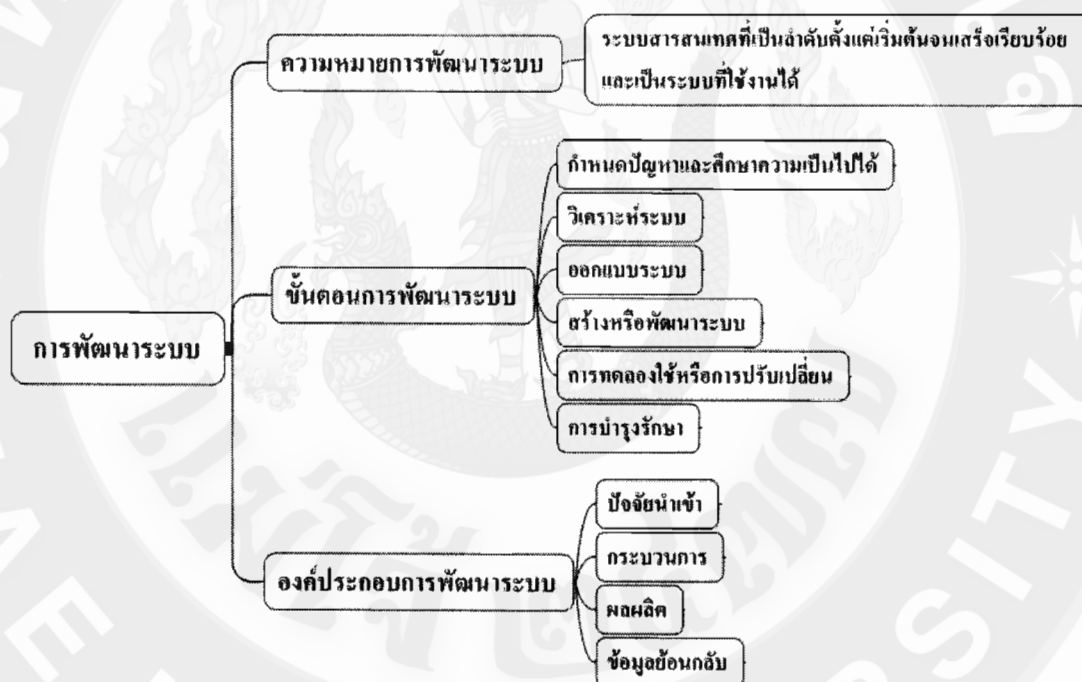 ความหมายการพัฒนาระบบ
ระบบสารสนเทศที่เป็นลำดับตั้งแต่เริ่มต้นจนเสร็จเรียบร้อย
และเป็นระบบที่ใช้งานได้
การพัฒนาระบบ
ขั้นตอนการพัฒนาระบบ
กำหนดปัญหาและศึกษาความเป็นไปได้
วิเคราะห์ระบบ
ออกแบบระบบ
สร้างหรือพัฒนาระบบ
การทดลองใช้หรือการปรับเปลี่ยน
การบำรุงรักษา
องค์ประกอบการพัฒนาระบบ
ปัจจัยนำเข้า
กระบวนการ
ผลผลิต
ข้อมูลย้อนกลับ